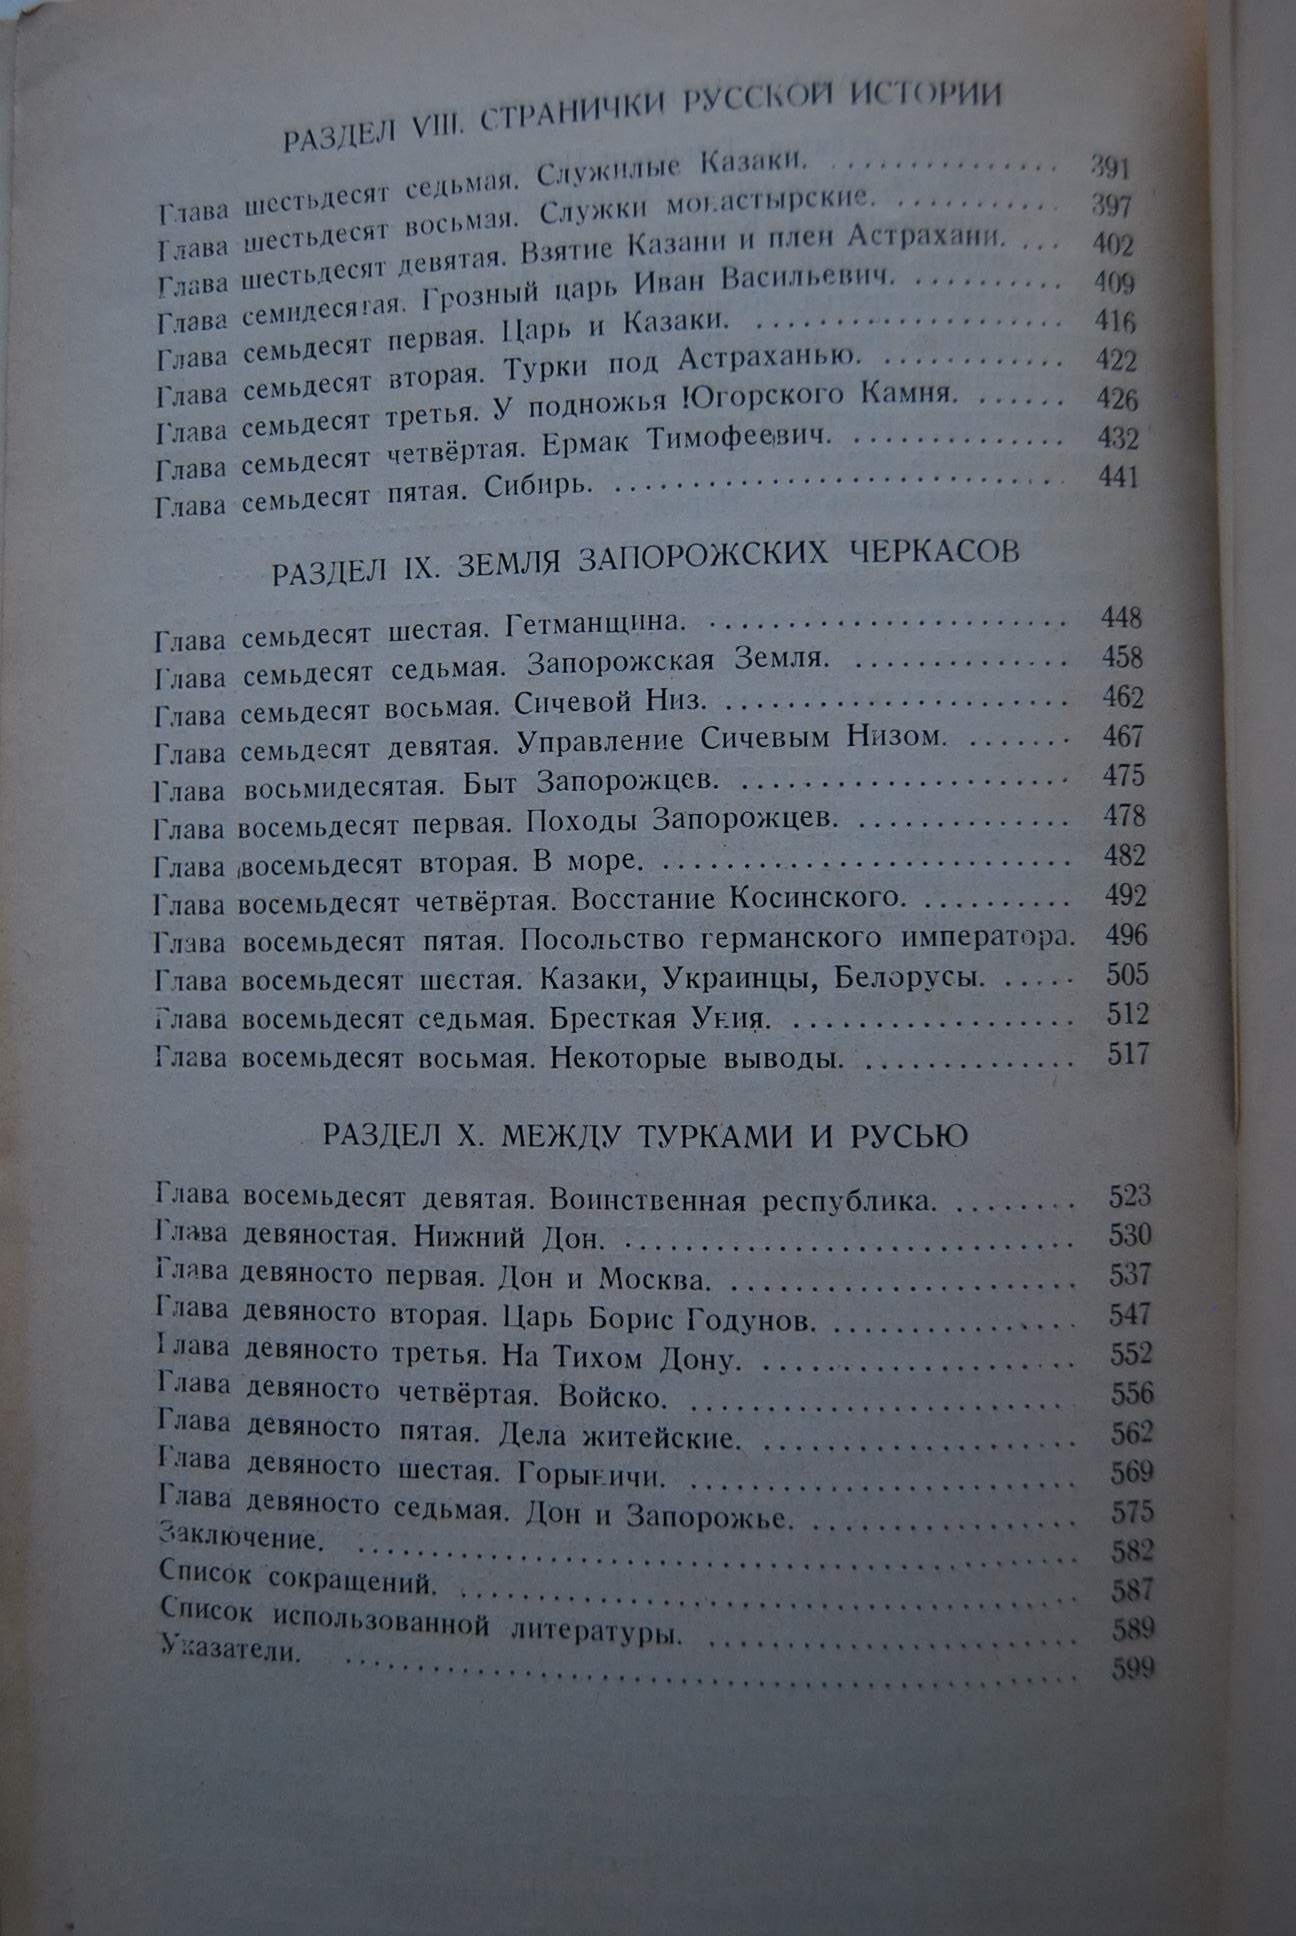 РАЗДЕЛ VIII. СТРАНИЧКИ РУССКОЙ ИСТОРИИ
Глава шестьдесят седьмая. Служилые Казаки. . . . . . . . . . . . . . . 391
Глава шестьдесят восьмая. Служки монастырские. . . . . . . . . . . 397
Глава шестьдесят девятая. Взятие Казани и плен Астрахани. . . . 402
Глава семидесятая. Грозный царь Иван Васильевич. . . . . . . . . . . 409
Глава семьдесят первая. Царь и Казаки. . . . . . . . . . . . . . . . . . . 416
Глава семьдесят вторая. Турки под Астраханью. . . . . . . . . . . . . 422
Глава семьдесят третья. У подножья Югорского Камня. . . . . . . 426
Глава семьдесят четвёртая. Ермак Тимофеевич. . . . . . . . . . . . . . 432
Глава семьдесят пятая. Сибирь. . . . . . . . . . . . . . . . . . . . . . . . . . . . 441
РАЗДЕЛ IX. ЗЕМЛЯ ЗАПОРОЖСКИХ ЧЕРКАСОВ
Глава семьдесят шестая. Гетманщина. . . . . . . . . . . . . . . . . . . . . . . 448
Глава семьдесят седьмая. Запорожская Земля. . . . . . . . . . . . . . . 458
Глава семьдесят восьмая. Сичевой Низ. . . . . . . . . . . . . . . . . . . . . . 462
Глава семьдесят девятая. Управление Сичевым Низом. . . . . . . . 467
Глава восьмидесятая. Быт Запорожцев. . . . . . . . . . . . . . . . . . . . . 475
Глава восемьдесят первая. Походы Запорожцев. . . . . . . . . . . . . . 478
Глава восемьдесят вторая. В море. . . . . . . . . . . . . . . . . . . . . . . . . . 482
Глава восемьдесят четвёртая. Восстание Косинского. . . . . . . . . . . 492
Глава восемьдесят пятая. Посольство германского императора. 496
Глава восемьдесят шестая. Казаки, Украинцы, Белорусы. . . . . . 505
Глава восемьдесят седьмая. Бресткая Уния. . . . . . . . . . . . . . . . . . 512
Глава восемьдесят восьмая. Некоторые выводы. . . . . . . . . . . . . . 517
РАЗДЕЛ X. МЕЖДУ ТУРКАМИ И РУСЬЮ
Глава восемьдесят девятая. Воинственная республика. . . . . . . . . 523
Глава девяностая. Нижний Дон. . . . . . . . . . . . . . . . . . . . . . . . . . . . . 530
Глава девяносто первая. Дон и Москва. . . . . . . . . . . . . . . . . . . . . . 537
Глава девяносто вторая. Царь Борис Годунов. . . . . . . . . . . . . . . . 547
Глава девяносто третья. На Тихом Дону. . . . . . . . . . . . . . . . . . . . 552
Глава девяносто четвёртая. Войско. . . . . . . . . . . . . . . . . . . . . . . . . 556
Глава девяносто пятая. Дела житейские. . . . . . . . . . . . . . . . . . . . 562
Глава девяносто шестая. Горыничи. . . . . . . . . . . . . . . . . . . . . . . . . 569
Глава девяносто седьмая. Дон и Запорожье. . . . . . . . . . . . . . . . . 575
Заключение. . . . . . . . . . . . . . . . . . . . . . . . . . . . . . . . . . . . . . . . . . . . . . 582
Список сокращений. . . . . . . . . . . . . . . . . . . . . . . . . . . . . . . . . . . . . . . 587
Список использованной литературы. . . . . . . . . . . . . . . . . . . . . . . . 589
Указатели. . . . . . . . . . . . . . . . . . . . . . . . . . . . . . . . . . . . . . . . . . . . . . . 599